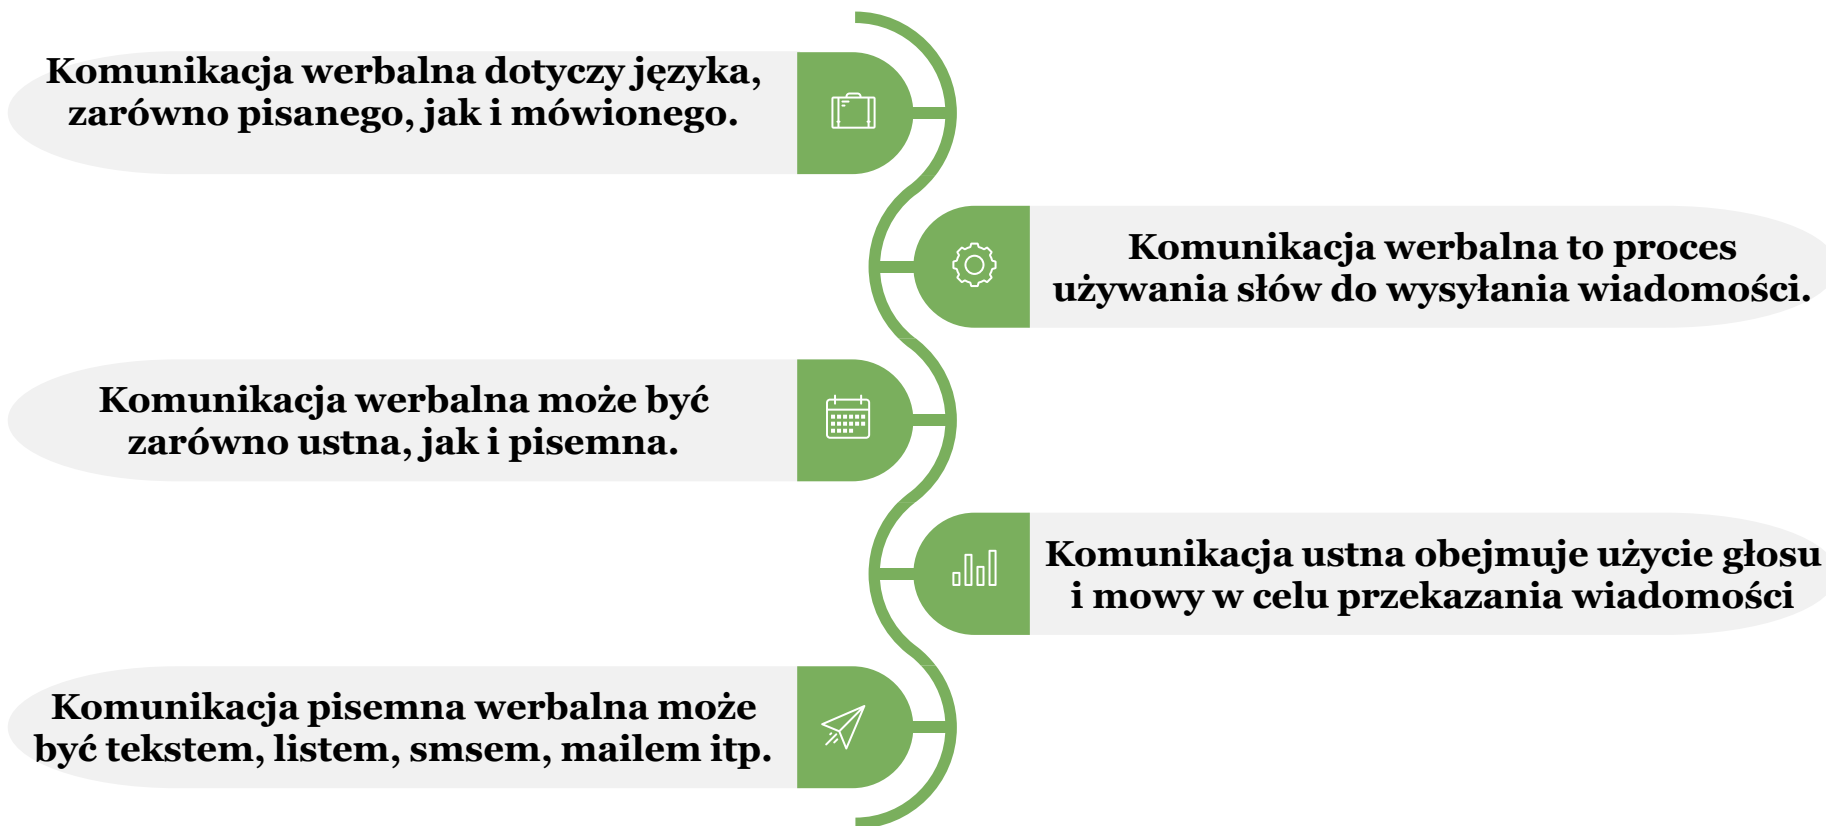 Komunikacja werbalna dotyczy języka,
zarówno pisanego, jak i mówionego.
Komunikacja werbalna to proces
używania słów do wysyłania wiadomości.
Komunikacja werbalna może być
zarówno ustna, jak i pisemna.
Komunikacja ustna obejmuje użycie głosu
i mowy w celu przekazania wiadomości
Komunikacja pisemna werbalna może
być tekstem, listem, smsem, mailem itp.